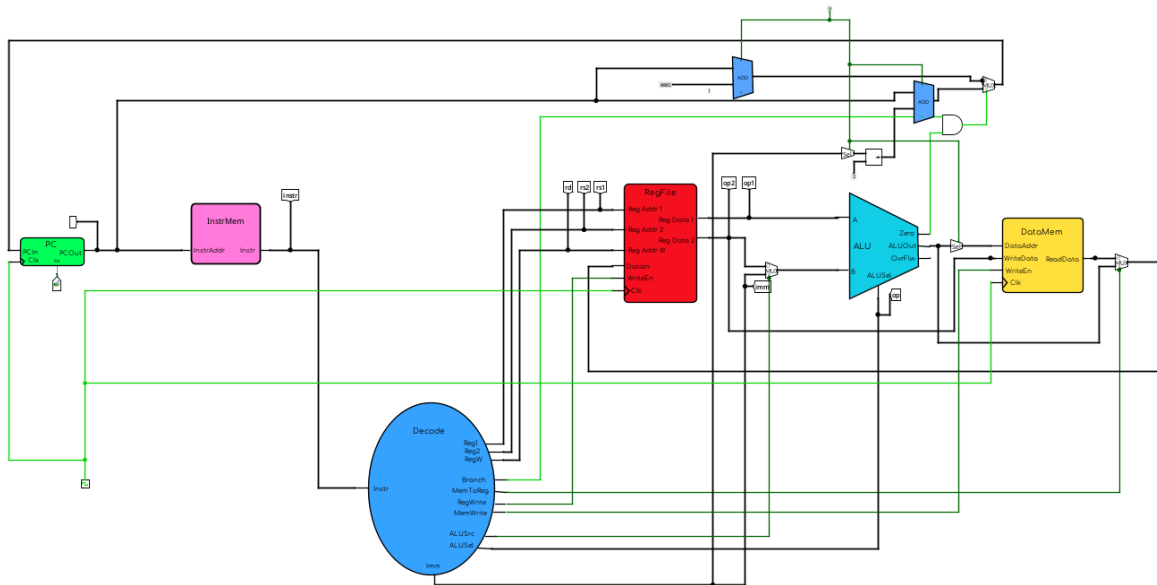 ADD
ADD
MUX
Sel
rd
rs2
rs1
op2
op1
instr
RegFile
InstrMem
PC
PCIn
PCOut
Clk
InstrAddr
Instr
Reg Addr 1
Reg Data 1
Reg Addr 2
Reg Data 2
Reg Addr W
DataIn
WriteEn
Clk
MUX
imm
A
Zero
ALU
ALUOut
OvrFlw
B
ALUSel
op
Sel
DataMem
DataAddr
WriteData
ReadData
WriteEn
Clk
MUX
Decode
Reg1
Reg2
RegW
Branch
Instr
MemToReg
RegWrite
MemWrite
ALUSrc
ALUSel
Imm